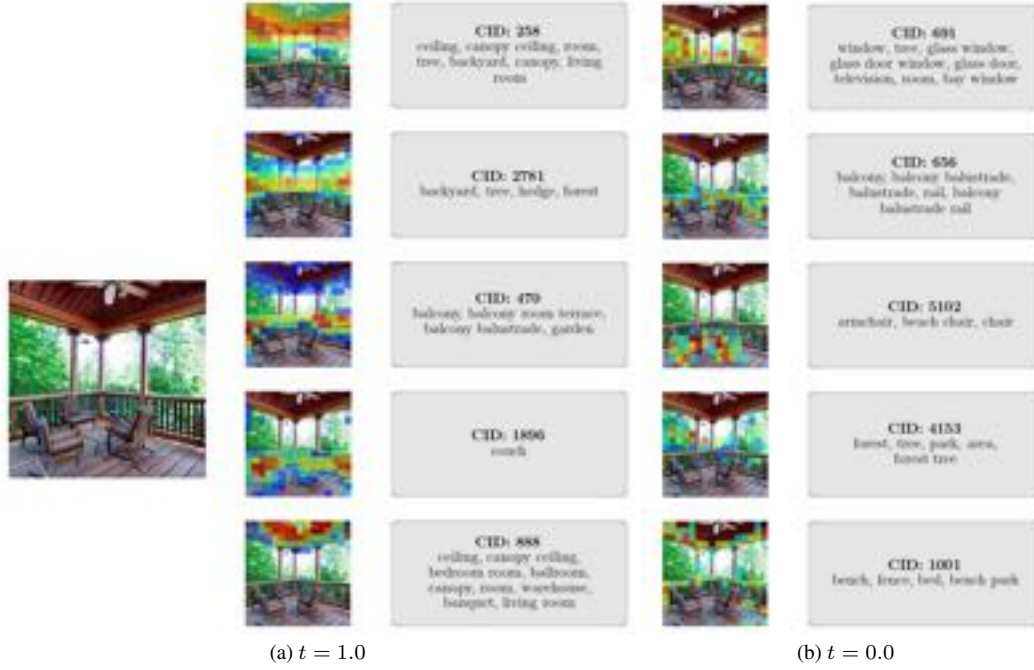 CID: 258
ceiling, canopy ceiling, room,
tree, backyard, canopy, living
room
CID: 2781
backyard, tree, hedge, forest
CID: 470
balcony, balcony room terrace,
balcony balustrade, garden
CID: 1896
couch
CID: 888
ceiling, canopy ceiling,
bedroom room, ballroom,
canopy, room, warehouse,
banquet, living room
(a) t = 1.0
CID: 691
window, tree, glass window,
glass door window, glass door,
television, room, bay window
CID: 656
balcony, balcony balustrade,
balustrade, rail, balcony
balustrade rail
CID: 5102
armchair, beach chair, chair
CID: 4153
forest, tree, park, area,
forest tree
CID: 1001
bench, fence, bed, bench park
(b) t = 0.0